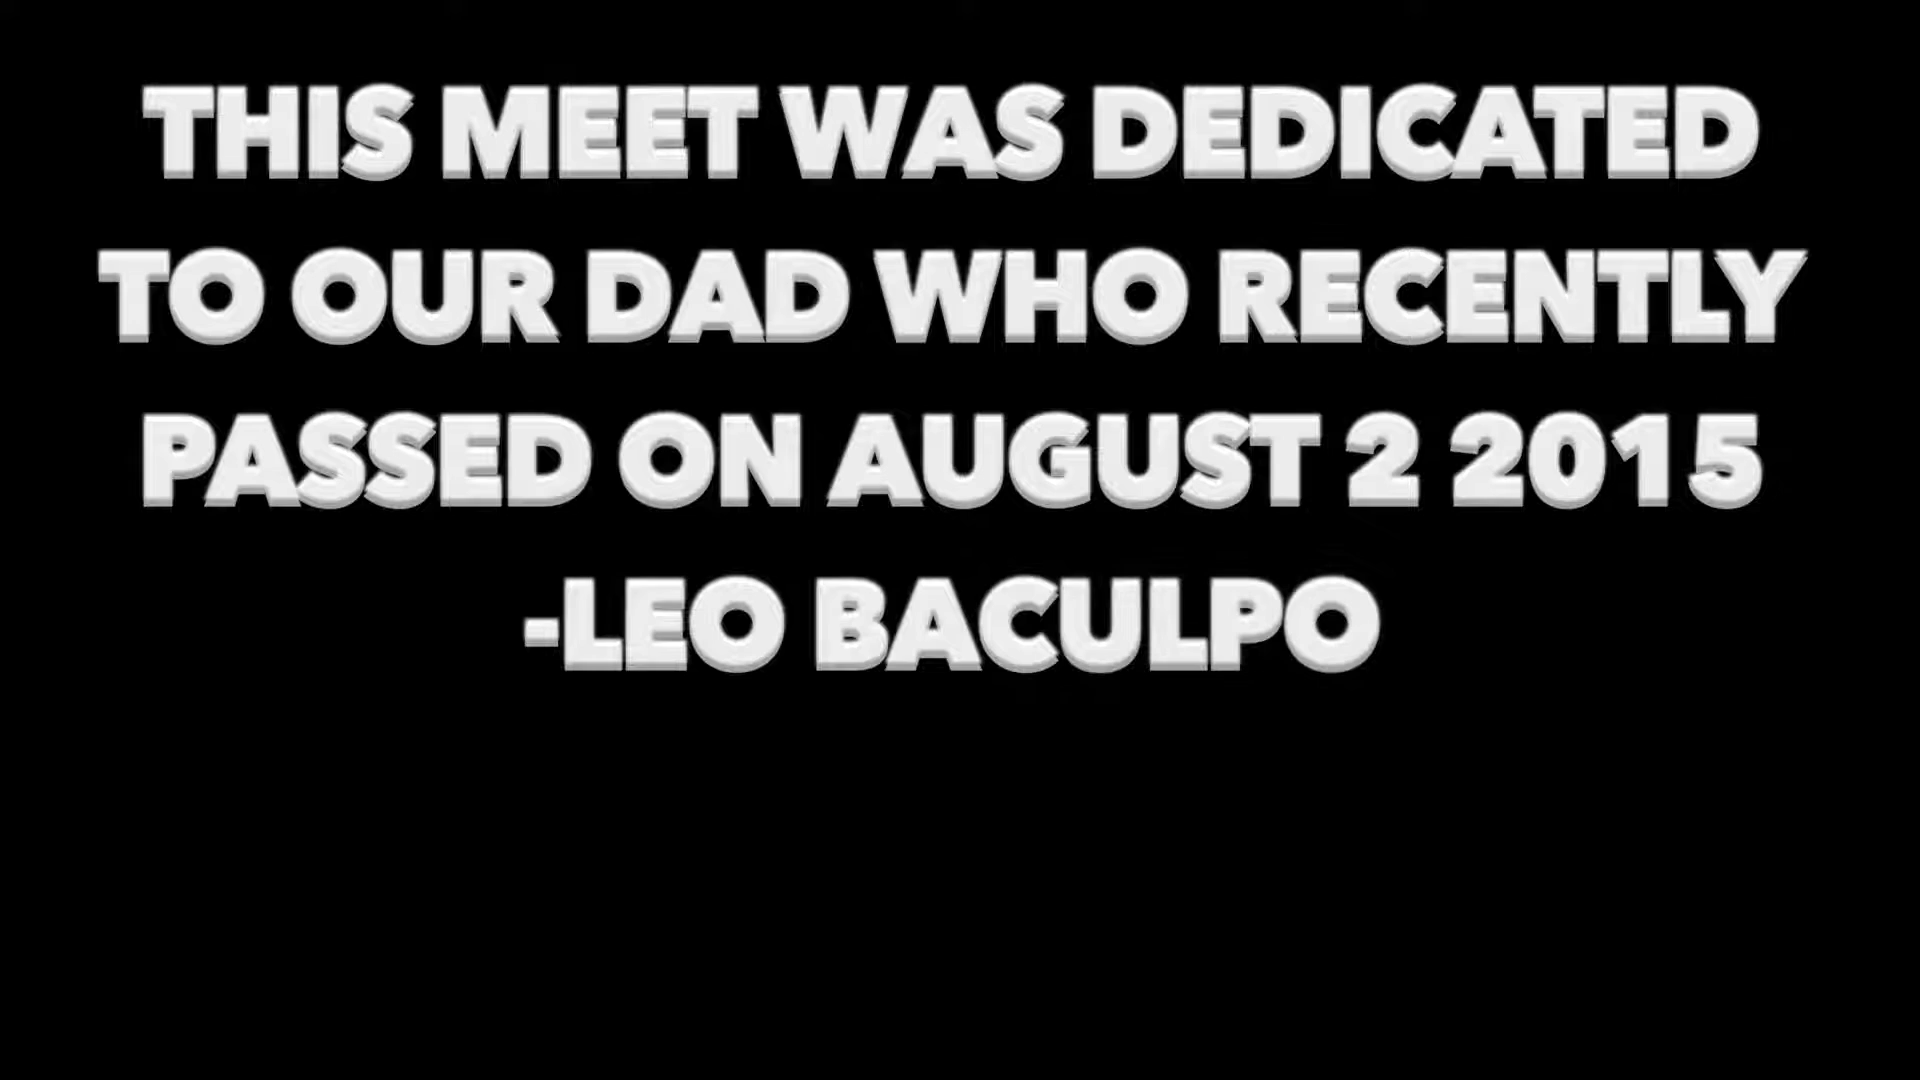 THIS MEET WAS DEDICATED
TO OUR DAD WHO RECENTLY
PASSED ON AUGUST 2 2015
-LEO BACULPO